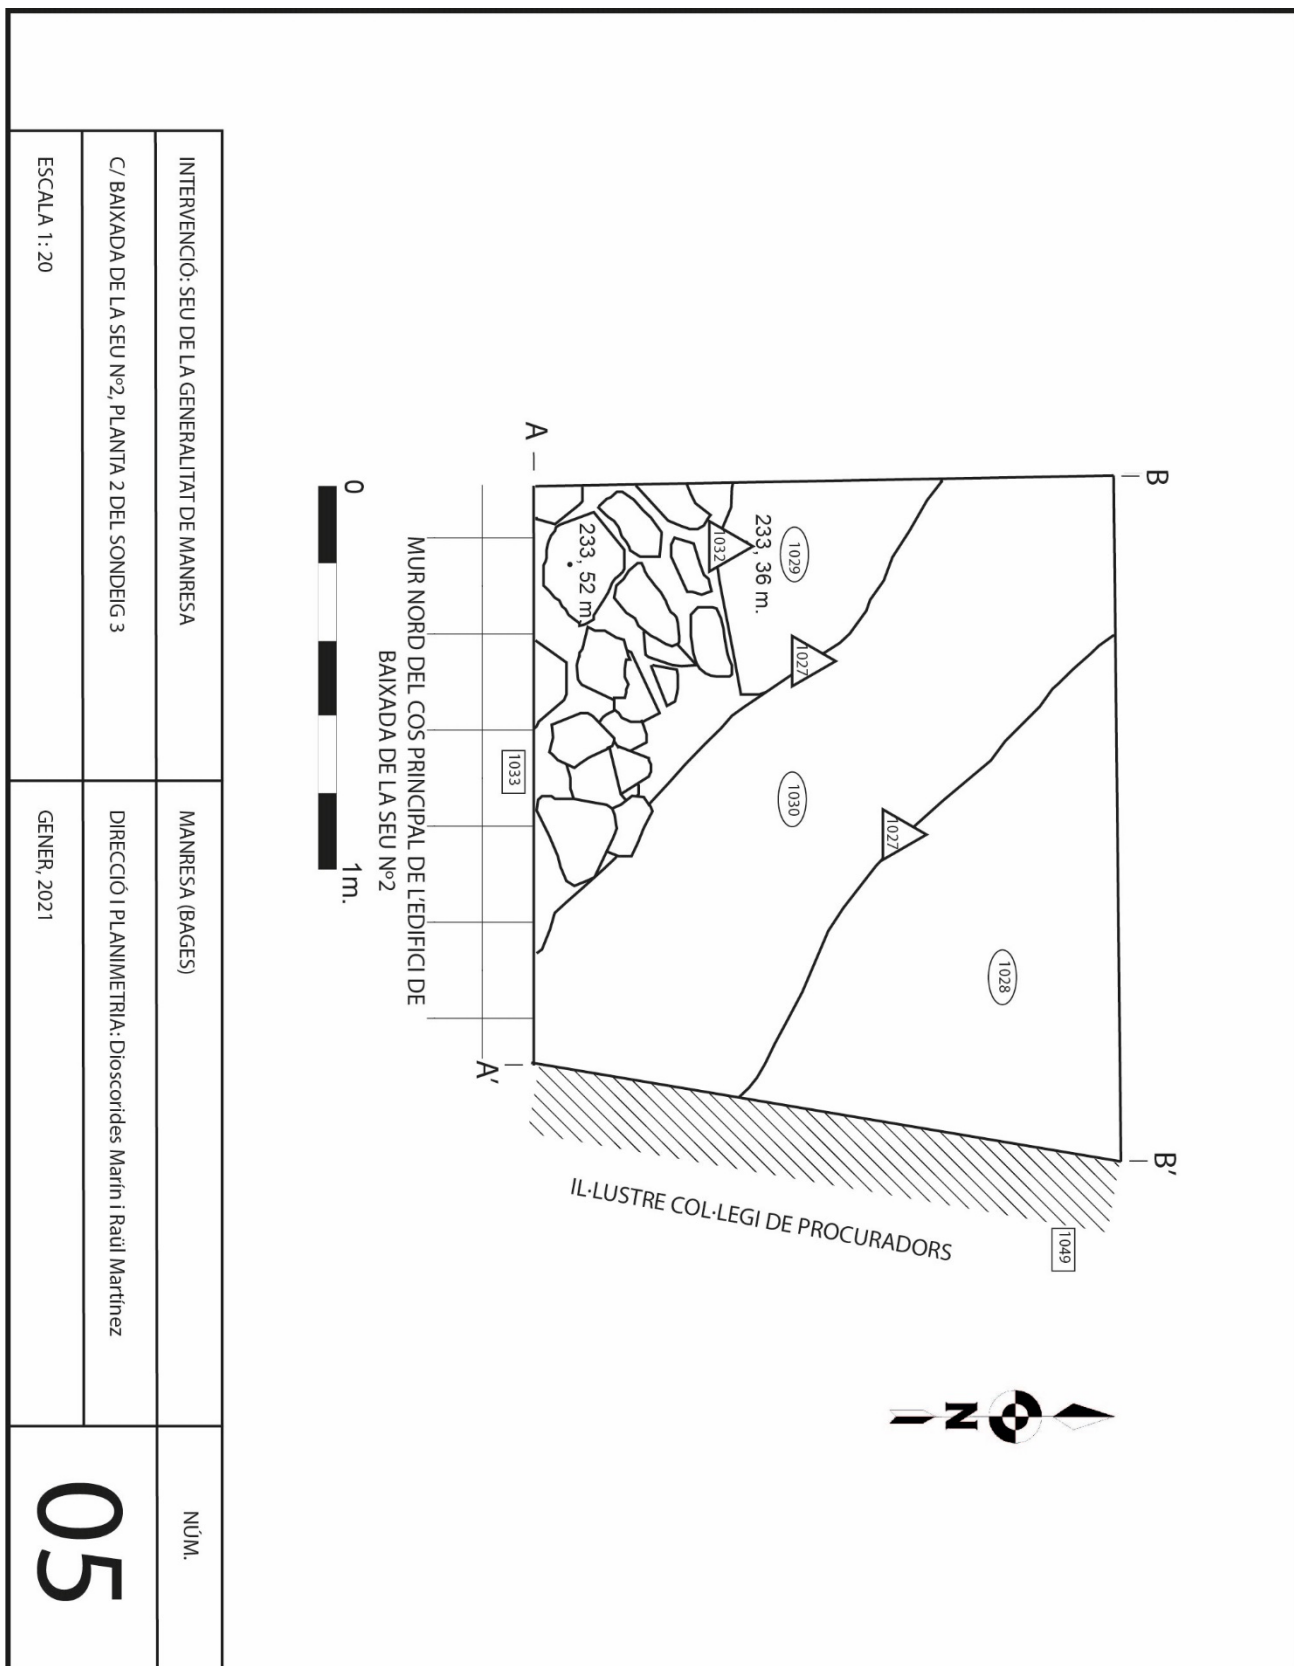 B
B'
1028
1029
233, 36 m.
1032
1027
1027
1030
233, 52 m.
A
A'
1033
1049
IL·LUSTRE COL·LEGI DE PROCURADORS
MUR NORD DEL COS PRINCIPAL DE L'EDIFICI DE
BAIXADA DE LA SEU Nº2
0
1m.
N
INTERVENCIÓ: SEU DE LA GENERALITAT DE MANRESA
MANRESA (BAGES)
NÚM.
C/ BAIXADA DE LA SEU Nº2, PLANTA 2 DEL SONDEIG 3
DIRECCIÓ I PLANIMETRIA: Dioscorides Marín i Raül Martínez
05
ESCALA 1: 20
GENER, 2021